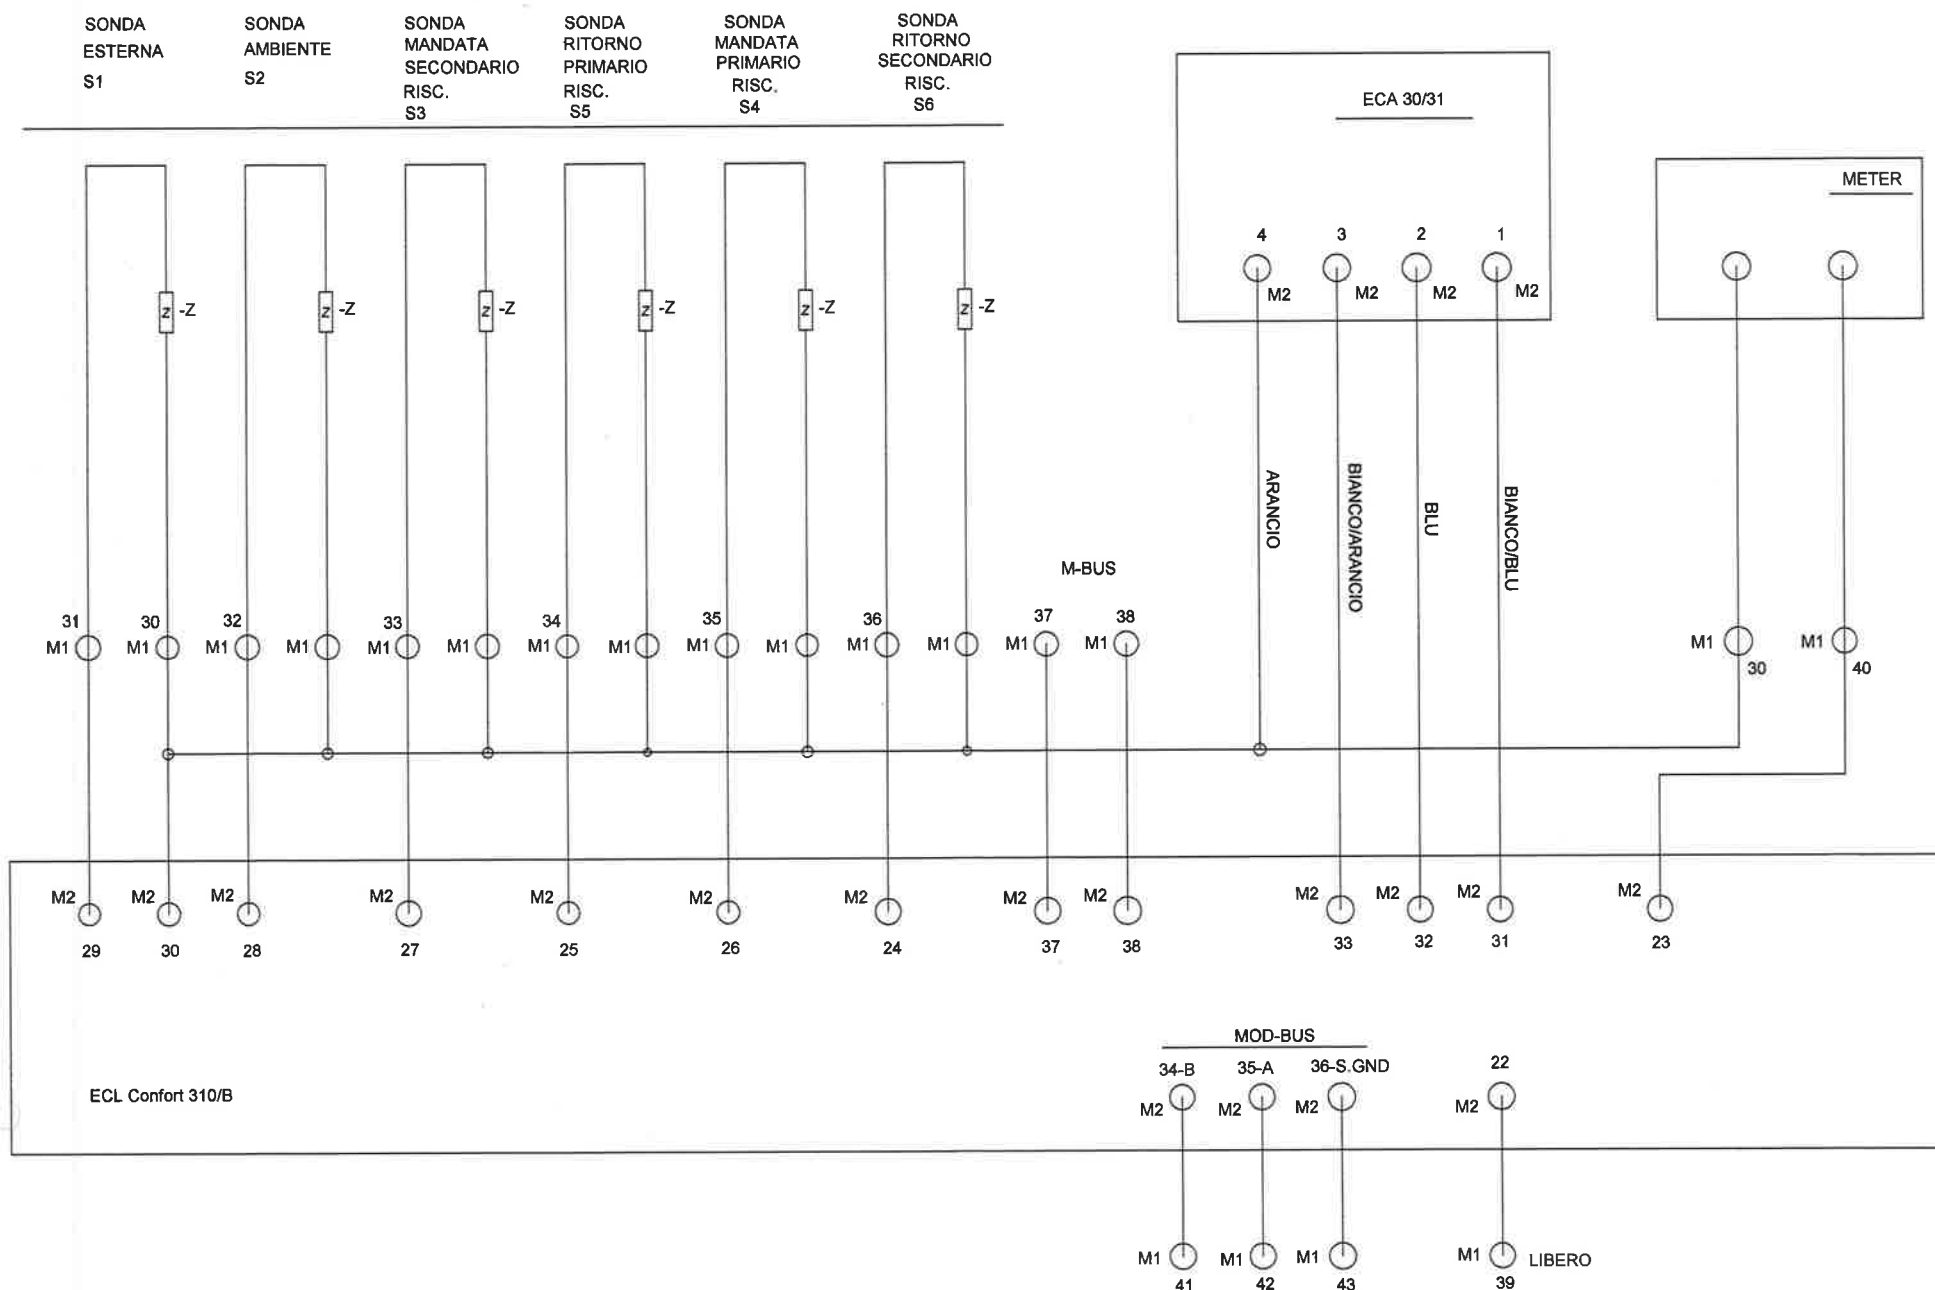 SONDA
ESTERNA
S1
SONDA
AMBIENTE
S2
SONDA
MANDATA
SECONDARIO
RISC.
S3
SONDA
RITORNO
PRIMARIO
RISC.
S5
SONDA
MANDATA
PRIMARIO
RISC.
S4
SONDA
RITORNO
SECONDARIO
RISC.
S6
ECA 30/31
METER
4 3 2 1
M2 M2 M2 M2
Z -Z Z -Z Z -Z Z -Z Z -Z Z -Z
ARANCIO
BIANCO/ARANCIO
BLU
BIANCO/BLU
M-BUS
31 30 32 33 34 35 36 37 38
M1 M1 M1 M1 M1 M1 M1 M1 M1 M1 M1 M1 M1 M1 M1 M1
30 40
M2 M2 M2 M2 M2 M2 M2 M2 M2 M2 M2 M2 M2
29 30 28 27 25 26 24 37 38 33 32 31 23
MOD-BUS
34-B 35-A 36-S.GND 22
M2 M2 M2 M2
ECL Confort 310/B
M1 M1 M1 M1 LIBERO
41 42 43 39